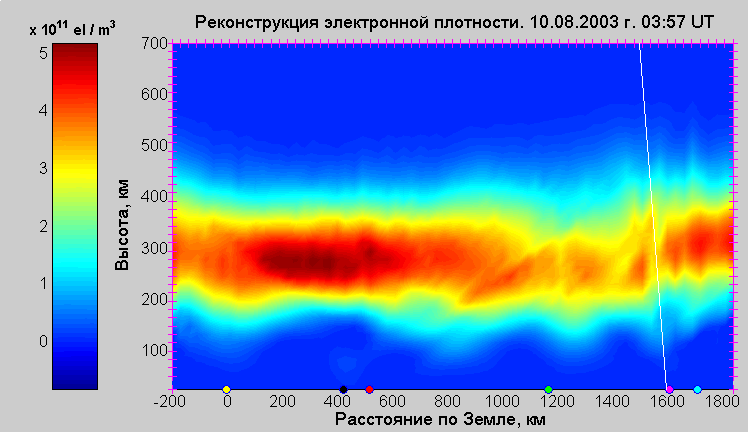 Реконструкция электронной плотности. 10.08.2003 г. 03:57 UT
x 10¹¹ el / m³
5
4
3
2
1
0
Высота, км
700
600
500
400
300
200
100
-200 0 200 400 600 800 1000 1200 1400 1600 1800
Расстояние по Земле, км